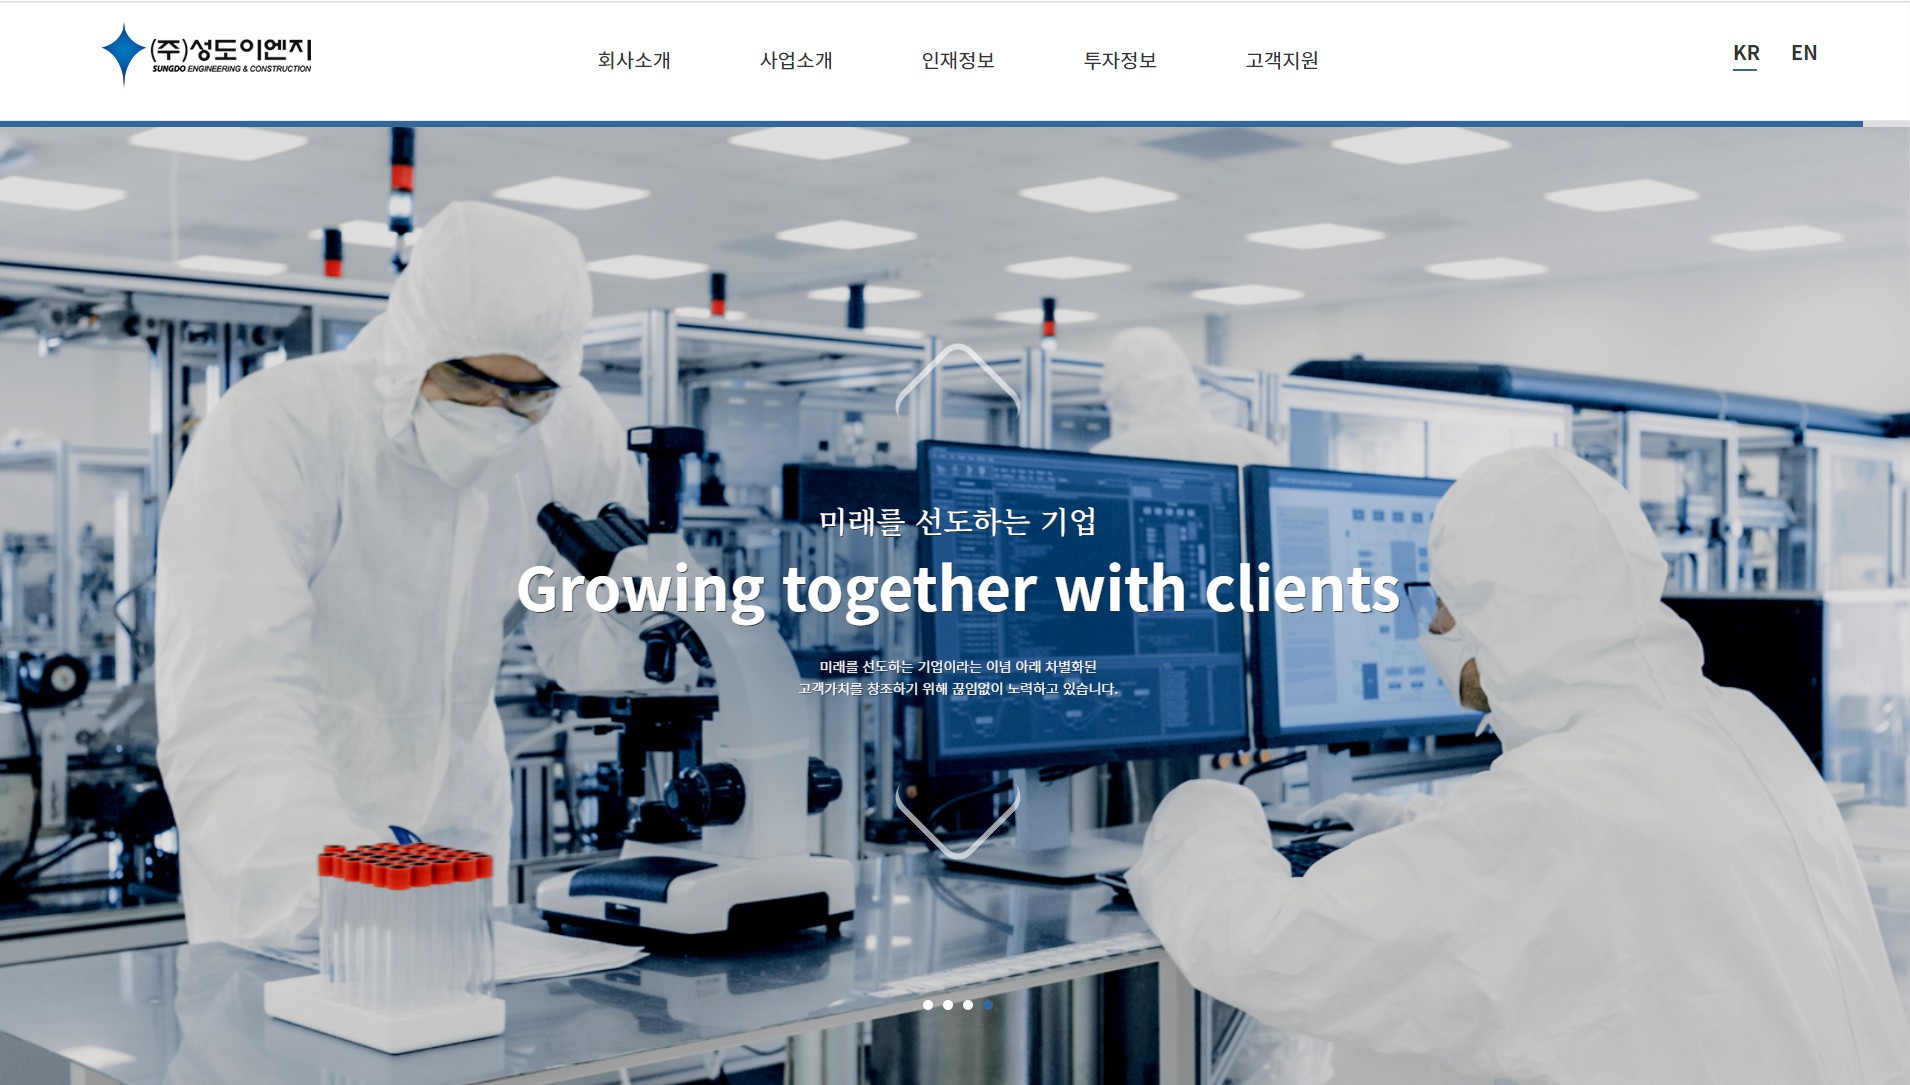 (주)성도이엔지
SUNGDO ENGINEERING & CONSTRUCTION
회사소개
사업소개
인재정보
투자정보
고객지원
KR
EN
미래를 선도하는 기업
Growing together with clients
미래를 선도하는 기업이라는 이념 아래 차별화된
고객가치를 창조하기 위해 끊임없이 노력하고 있습니다.